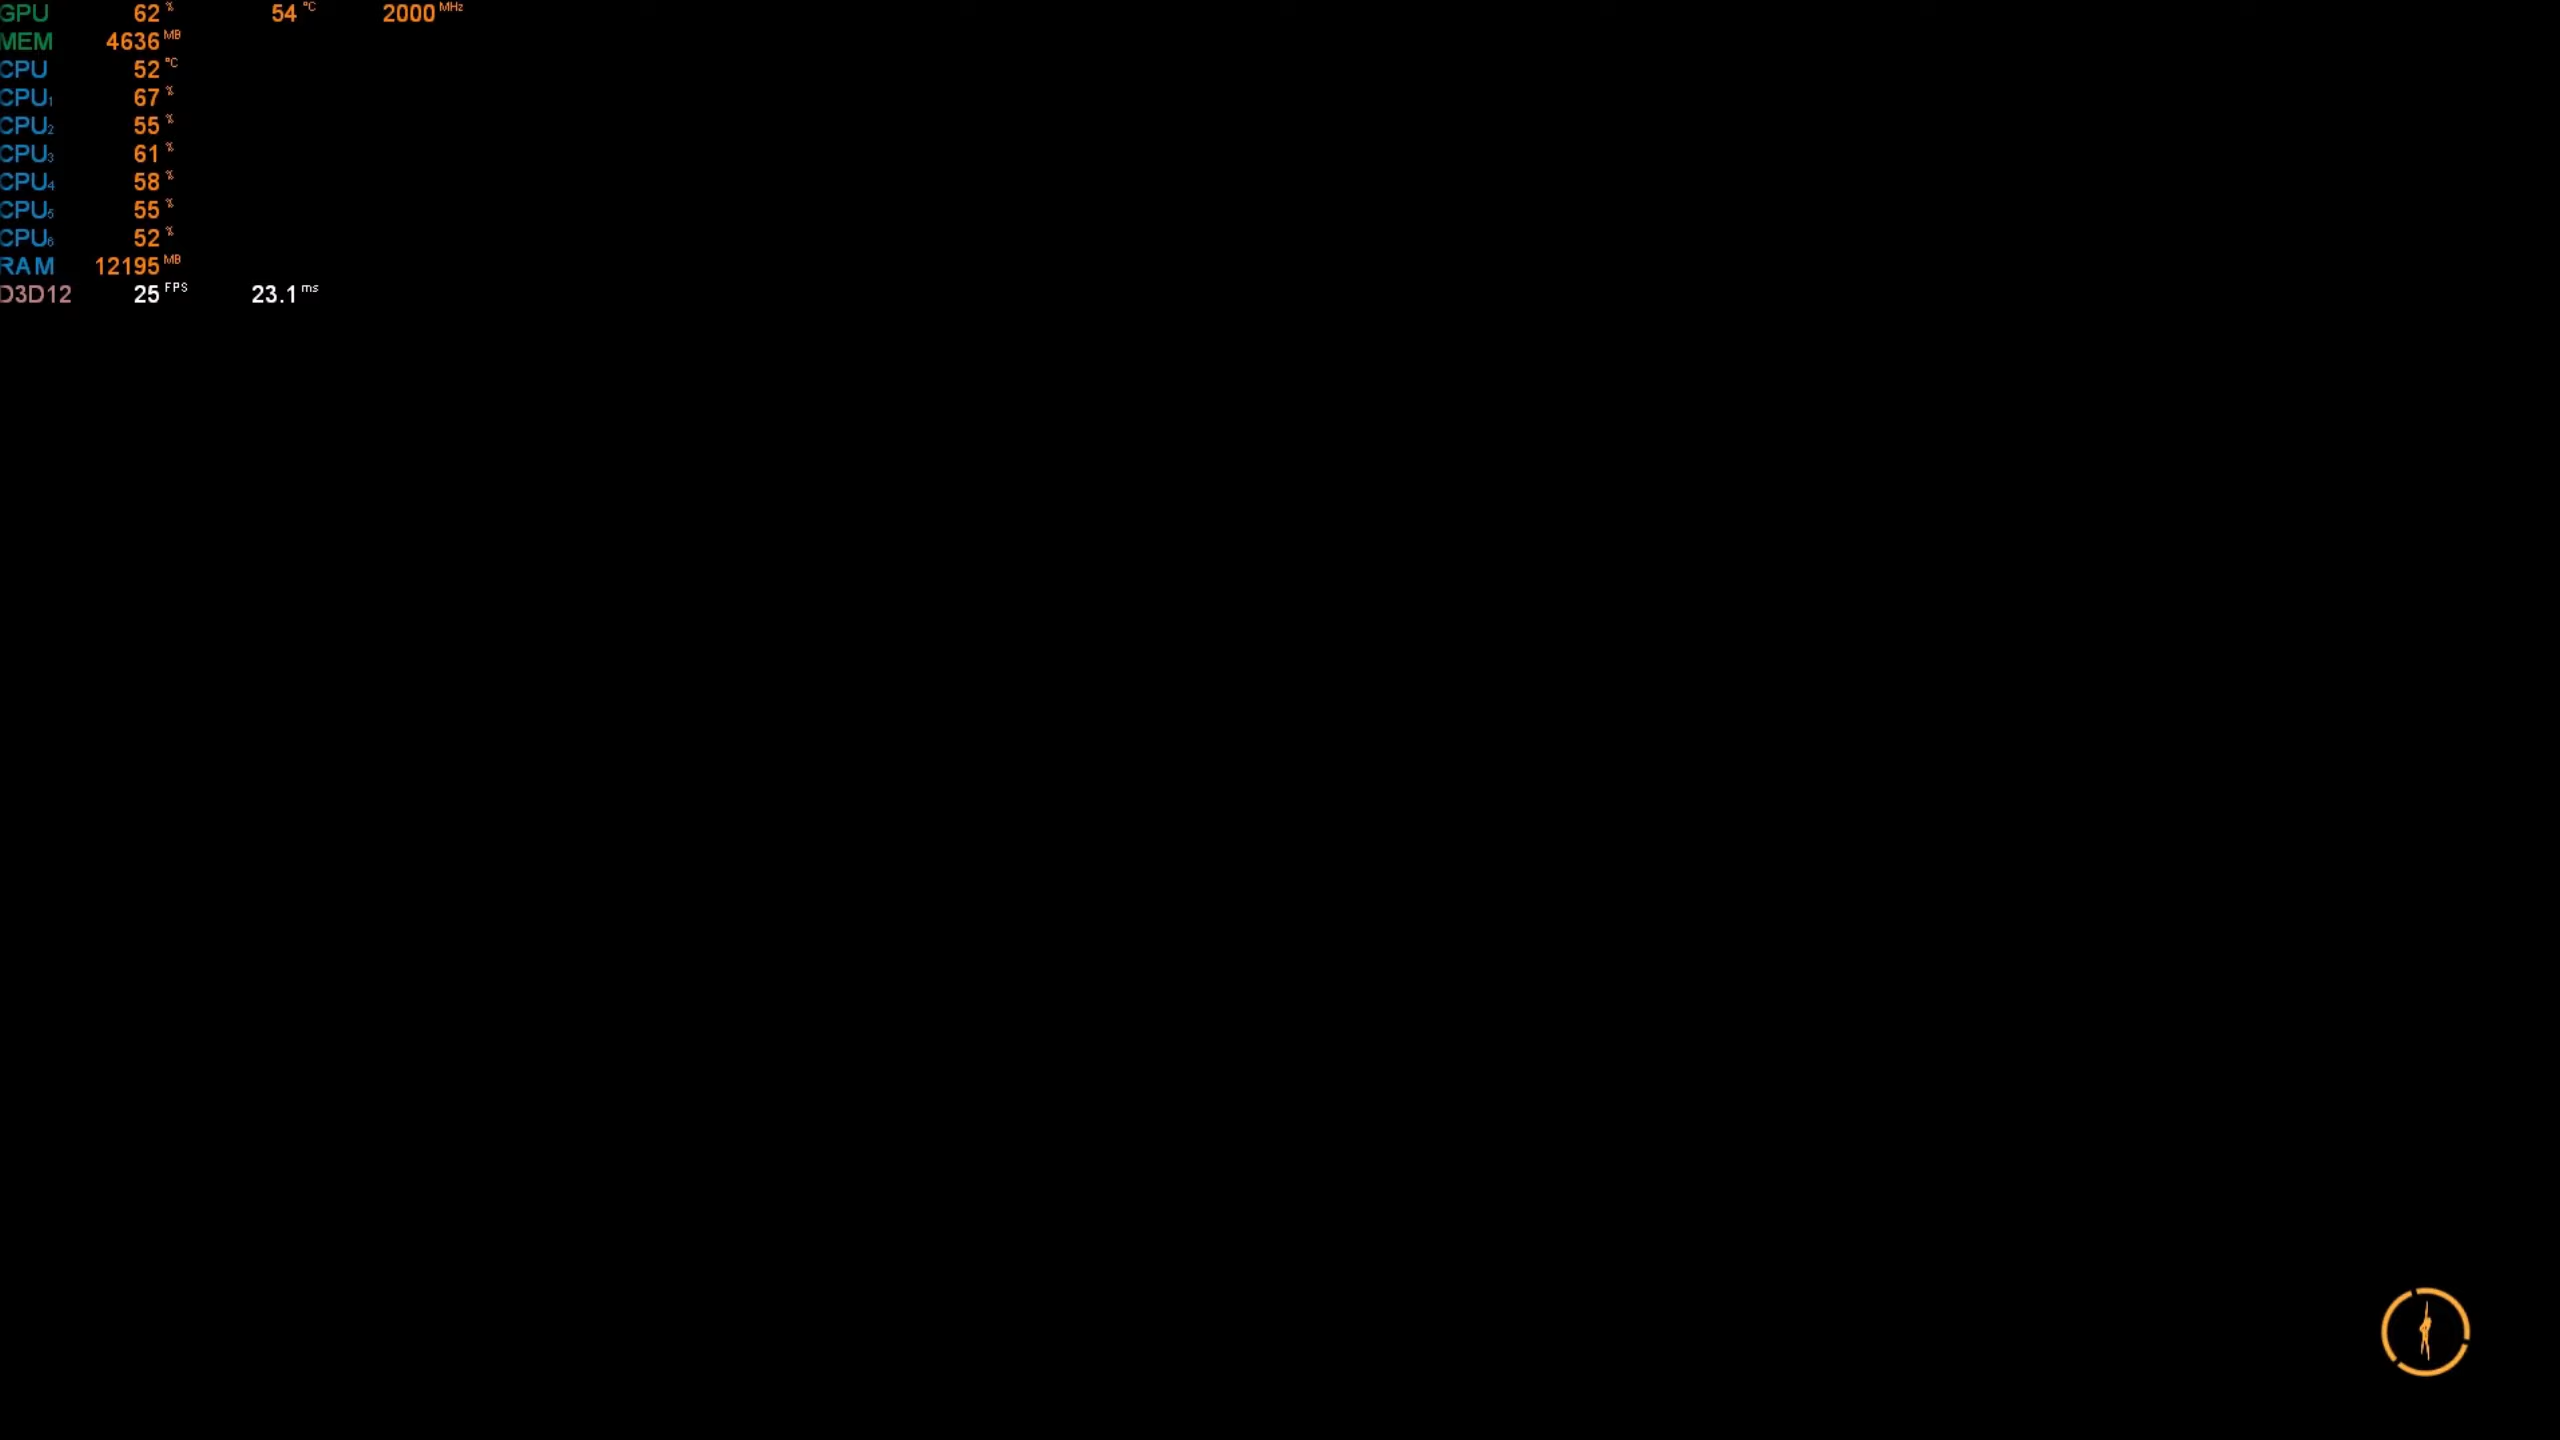 GPU 62 % 54 °C 2000 MHz
MEM 4636 MB
CPU 52 °C
CPU1 67 %
CPU2 55 %
CPU3 61 %
CPU4 58 %
CPU5 55 %
CPU6 52 %
RAM 12195 MB
D3D12 25 FPS 23.1 ms